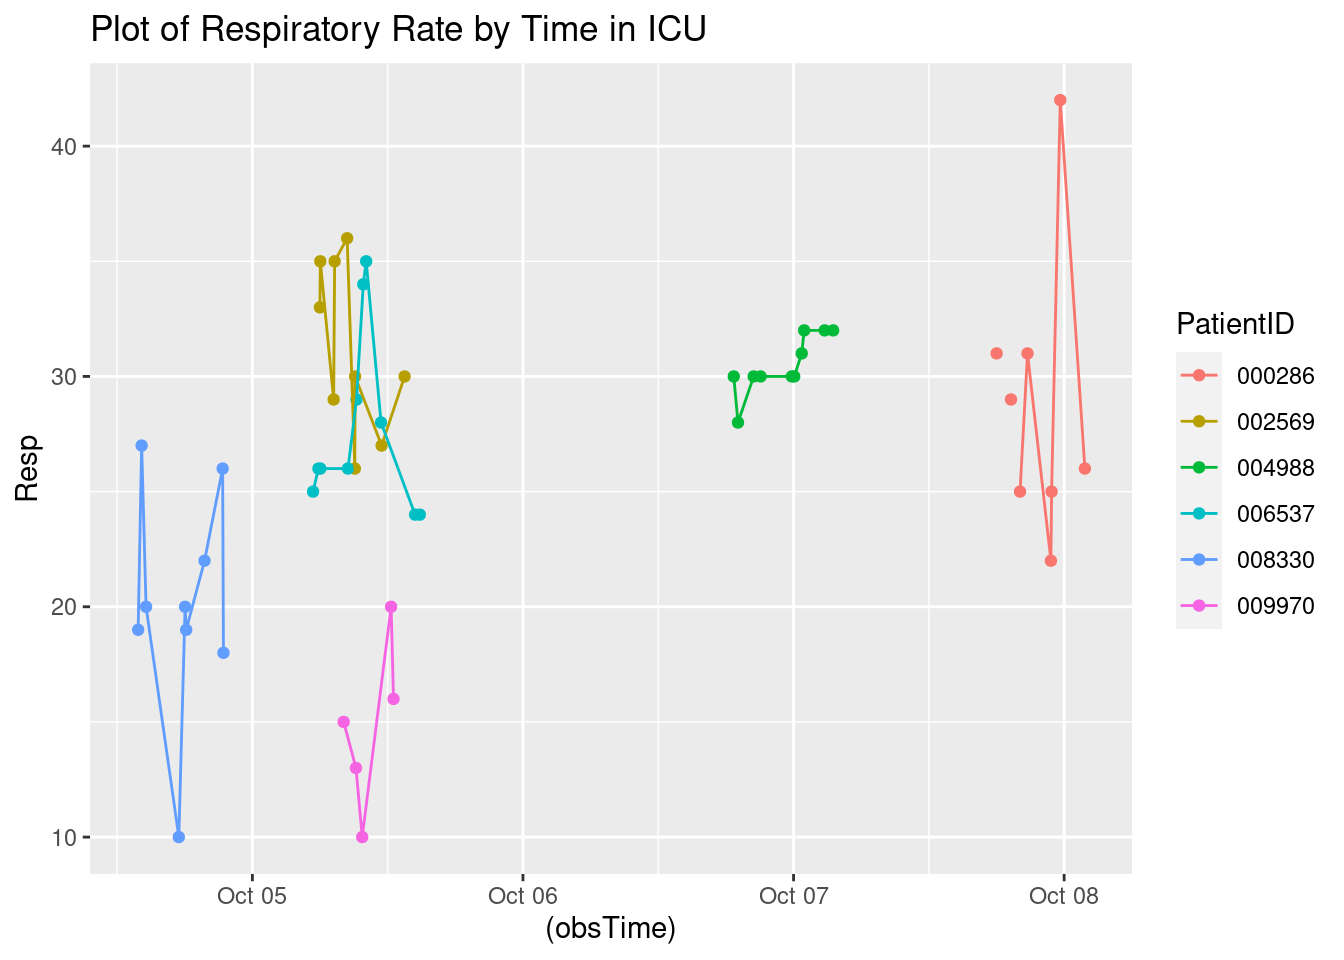 Plot of Respiratory Rate by Time in ICU
40
30
20
10
Resp
Oct 05 Oct 06 Oct 07 Oct 08
(obsTime)
PatientID
000286
002569
004988
006537
008330
009970